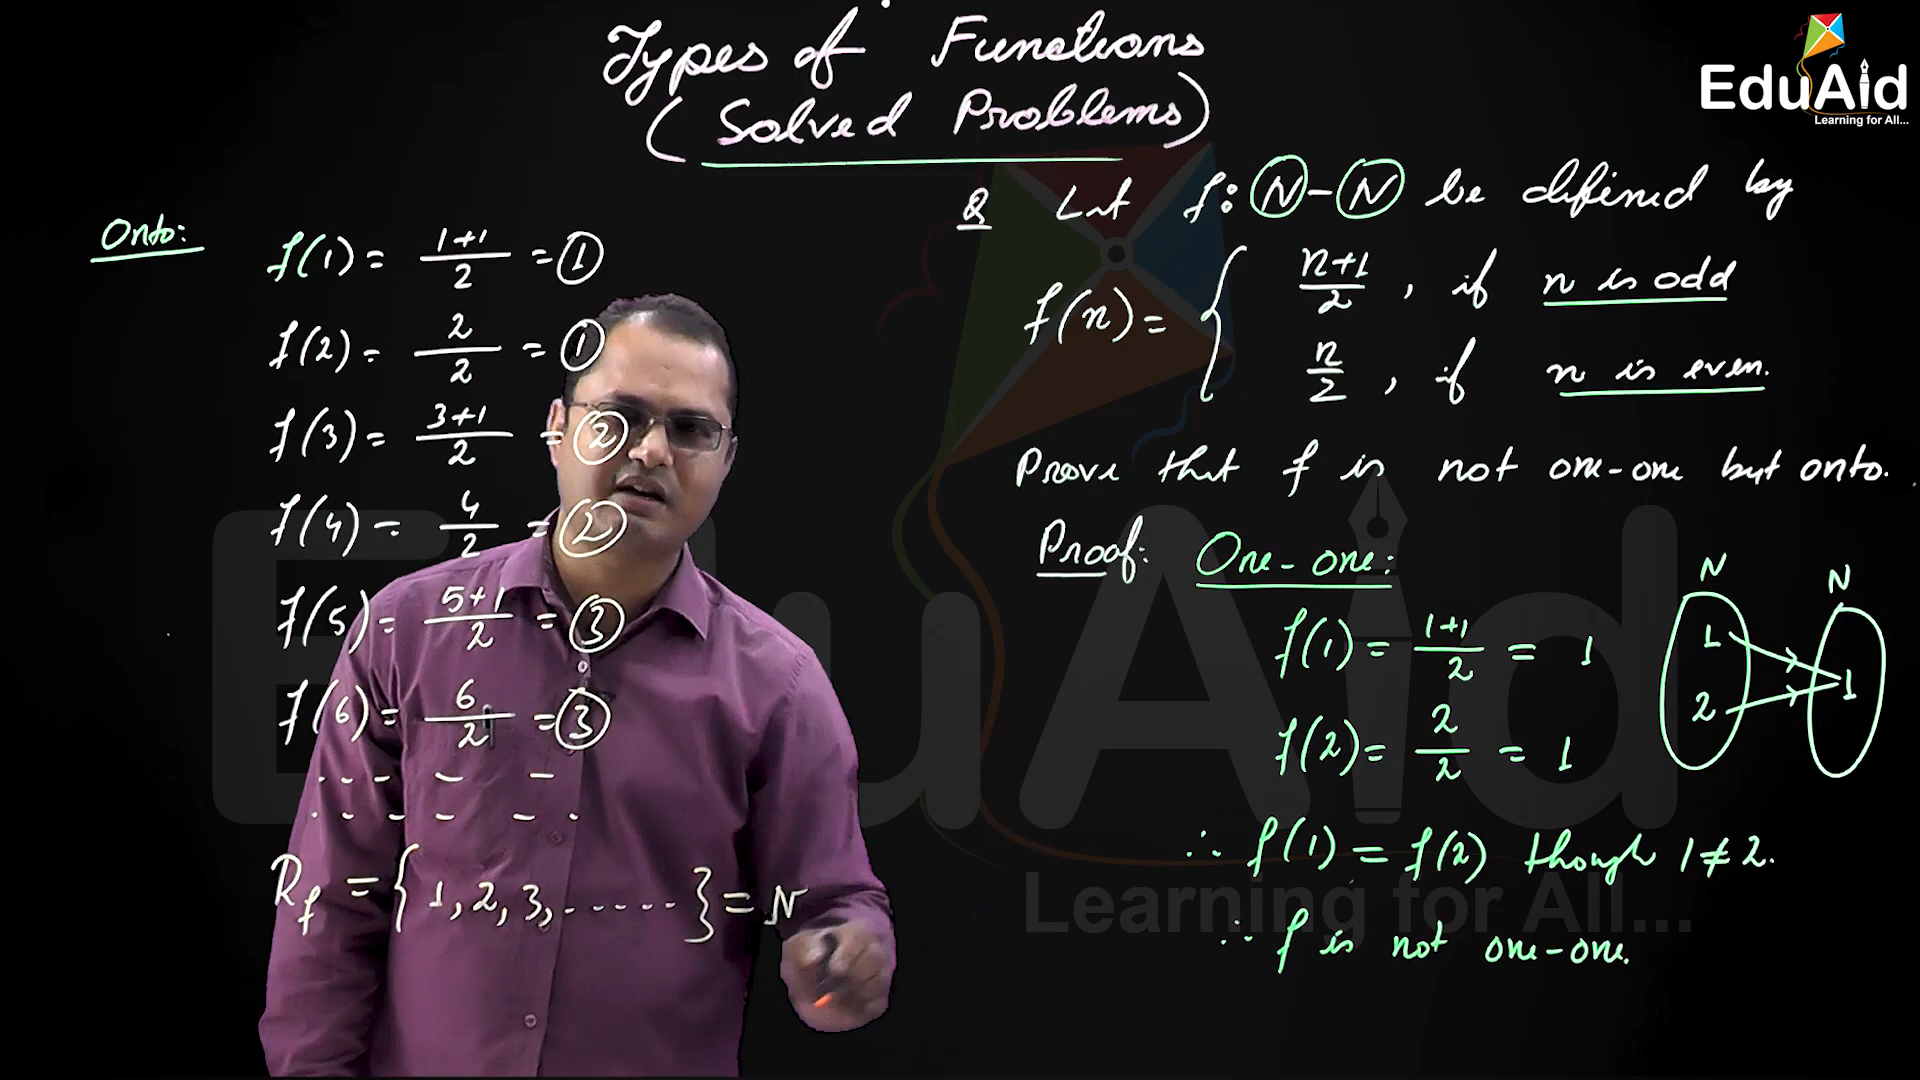 Types of Functions
(Solved Problems)
EduAid
Learning for All...
Q Let f: N - N be defined by
f(n) = { n+1/2 , if n is odd
n/2 , if n is even.
Prove that f is not one-one but onto.
Proof: One-one:
f(1) = 1+1/2 = 1
f(2) = 2/2 = 1
N N
1
2 1
∴ f(1) = f(2) though 1 ≠ 2.
∴ f is not one-one.
Onto: f(1) = 1+1/2 = 1
f(2) = 2/2 = 1
f(3) = 3+1/2 = 2
f(4) = 4/2 = 2
f(5) = 5+1/2 = 3
f(6) = 6/2 = 3
Rf = { 1, 2, 3, ...... } = N
EduAid
Learning for All...